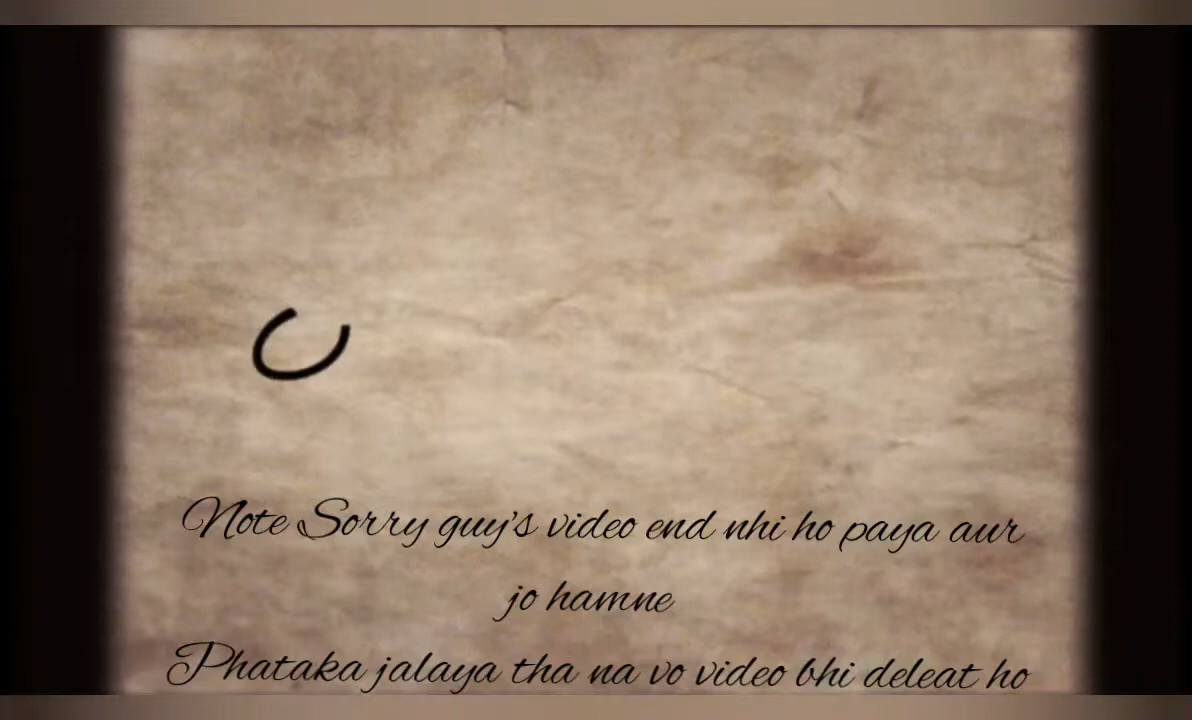 Note Sorry guy's video end nhi ho paya aur
jo hamne
Phataka jalaya tha na vo video bhi deleat ho